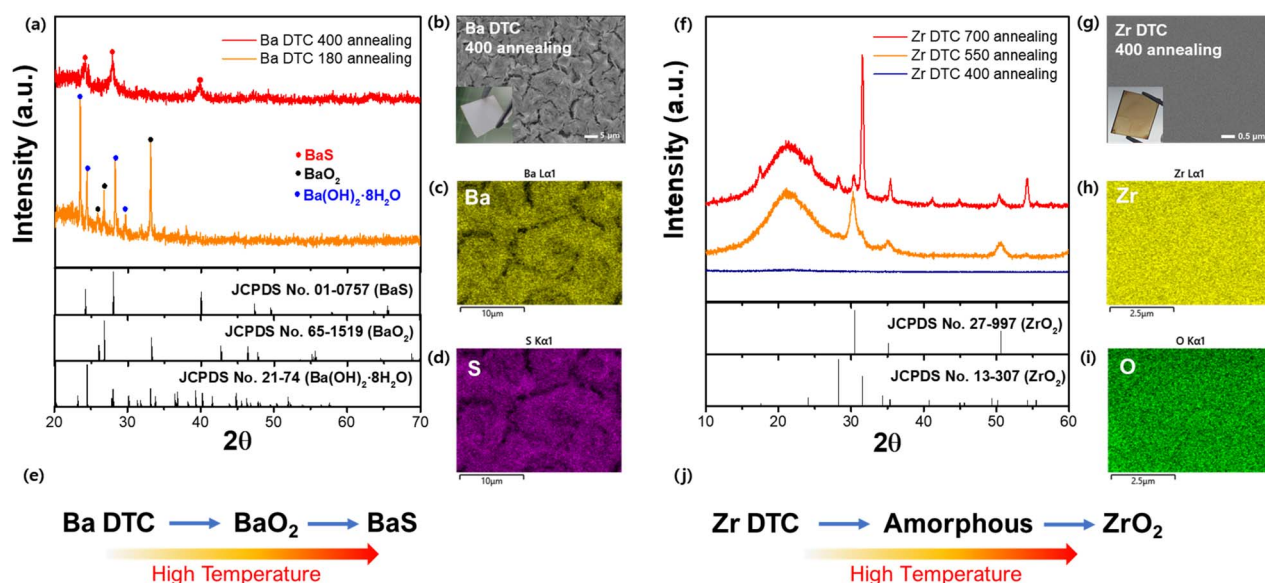 (a)
Intensity (a.u.)
Ba DTC 400 annealing
Ba DTC 180 annealing
BaS
BaO₂
Ba(OH)₂·8H₂O
JCPDS No. 01-0757 (BaS)
JCPDS No. 65-1519 (BaO₂)
JCPDS No. 21-74 (Ba(OH)₂·8H₂O)
20 30 40 50 60 70
2θ
(b)
Ba DTC
400 annealing
5 μm
(c)
Ba Lα1
Ba
10μm
(d)
S Kα1
S
10μm
(e)
Ba DTC BaO₂ BaS
High Temperature
(f)
Intensity (a.u.)
Zr DTC 700 annealing
Zr DTC 550 annealing
Zr DTC 400 annealing
JCPDS No. 27-997 (ZrO₂)
JCPDS No. 13-307 (ZrO₂)
10 20 30 40 50 60
2θ
(g)
Zr DTC
400 annealing
0.5 μm
(h)
Zr Lα1
Zr
2.5μm
(i)
O Kα1
O
2.5μm
(j)
Zr DTC Amorphous ZrO₂
High Temperature